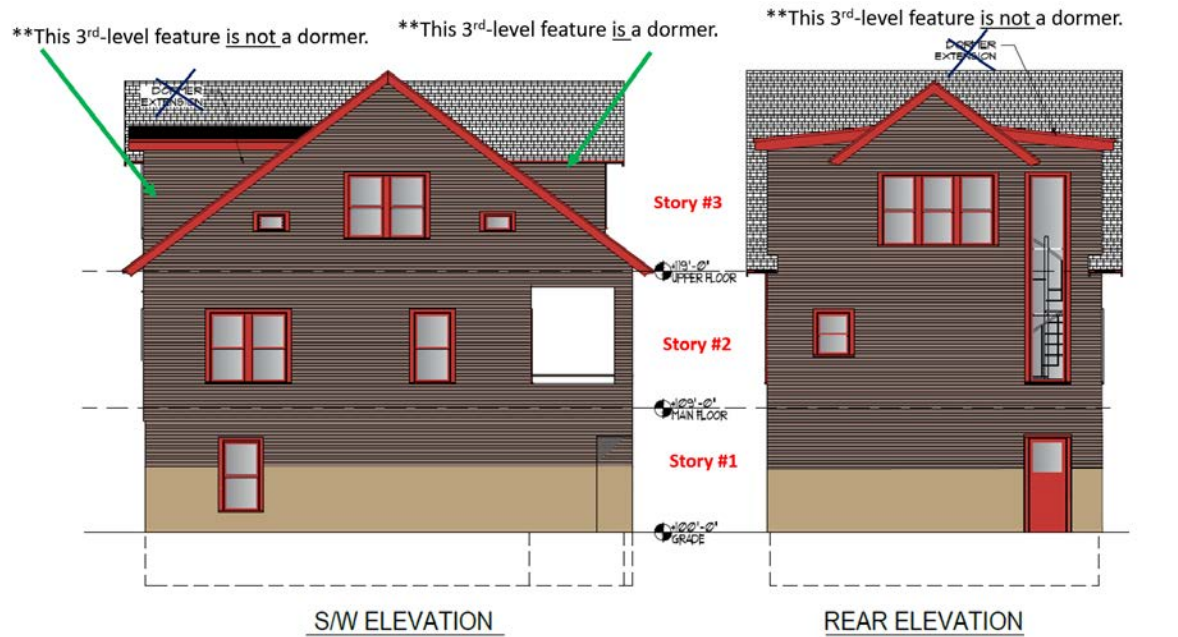 **This 3rd-level feature is not a dormer.
**This 3rd-level feature is a dormer.
**This 3rd-level feature is not a dormer.
DORMER
EXTENSION
DORMER
EXTENSION
Story #3
+119'-0"
UPPER FLOOR
Story #2
+109'-0"
MAIN FLOOR
Story #1
+100'-0"
GRADE
S/W ELEVATION
REAR ELEVATION